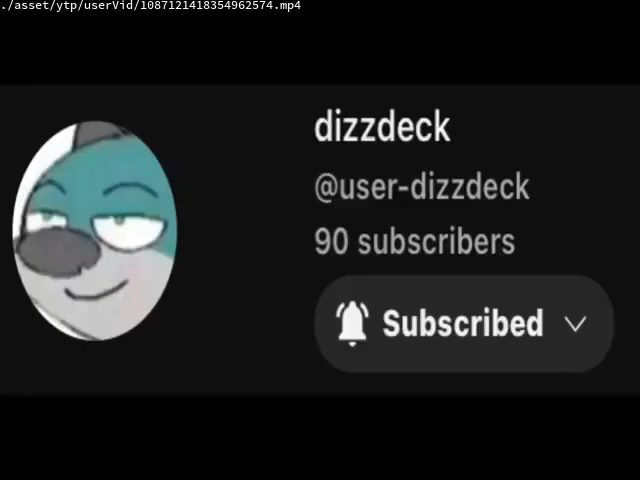 ./asset/ytp/userVid/1087121418354962574.mp4
dizzdeck
@user-dizzdeck
90 subscribers
Subscribed